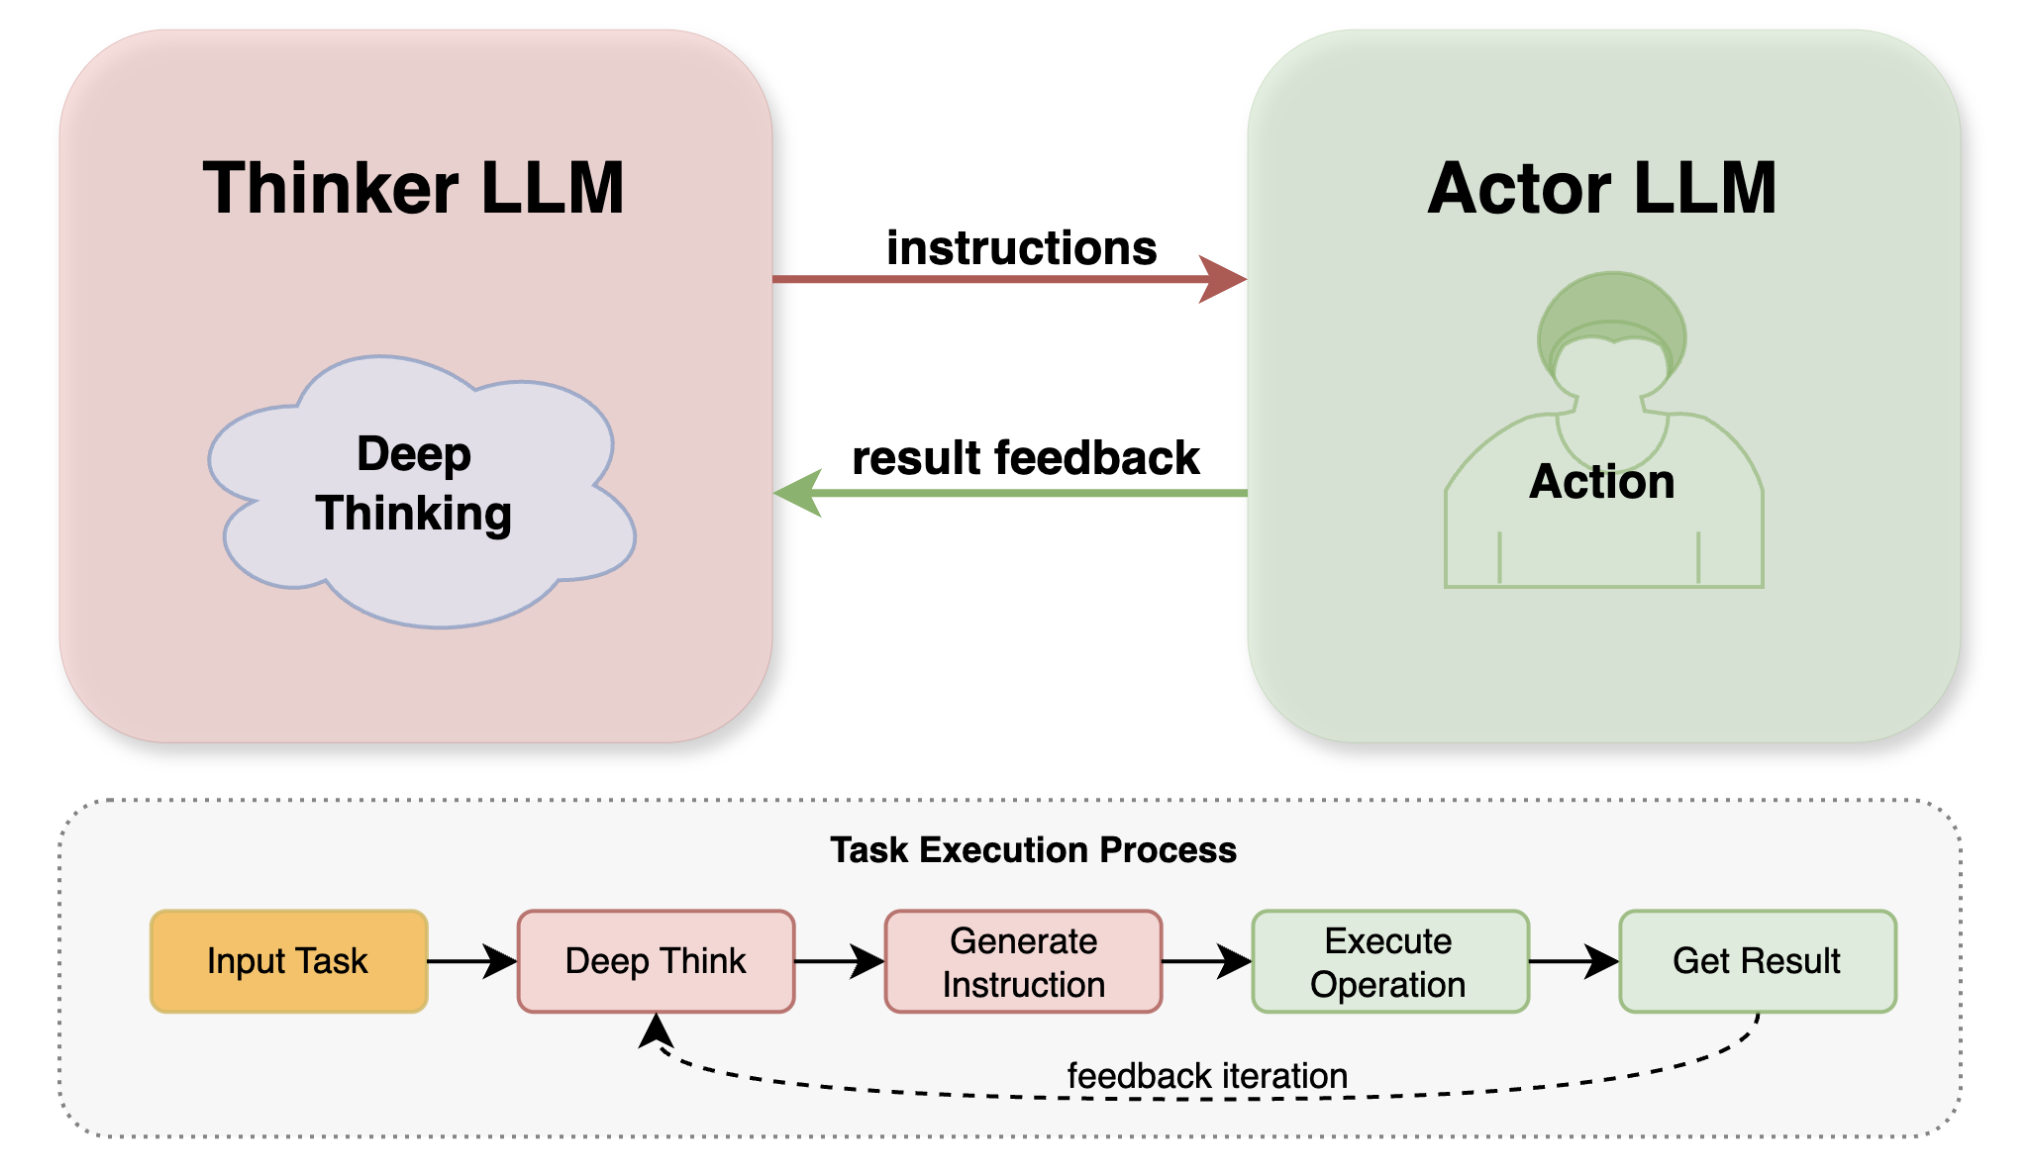 Thinker LLM
Deep
Thinking
instructions
result feedback
Actor LLM
Action
Task Execution Process
Input Task
Deep Think
Generate
Instruction
Execute
Operation
Get Result
feedback iteration